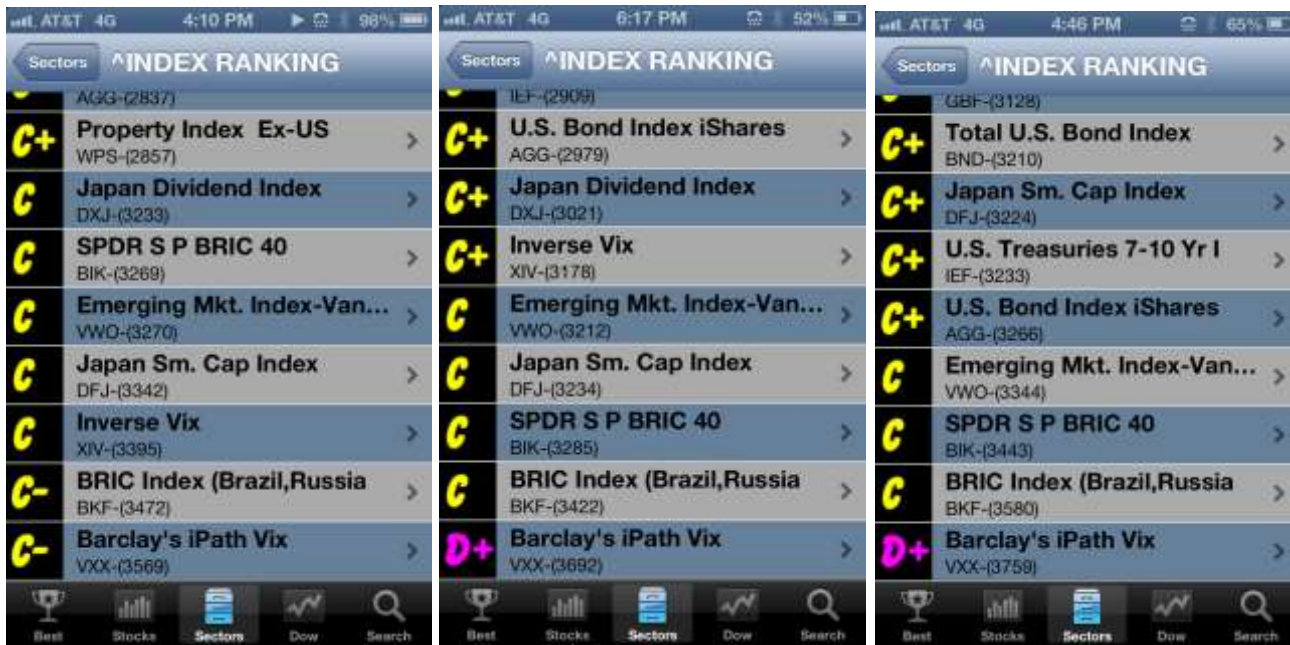 AT&T 4G 4:10 PM 98%
Sectors ^INDEX RANKING
AGG-(2837)
C+ Property Index Ex-US
WPS-(2857)
C Japan Dividend Index
DXJ-(3233)
C SPDR S P BRIC 40
BIK-(3269)
C Emerging Mkt. Index-Van...
VWO-(3270)
C Japan Sm. Cap Index
DFJ-(3342)
C Inverse Vix
XIV-(3395)
C- BRIC Index (Brazil,Russia
BKF-(3472)
C- Barclay's iPath Vix
VXX-(3569)
Best Stocks Sectors Dow Search
AT&T 4G 6:17 PM 52%
Sectors ^INDEX RANKING
IEF-(2909)
C+ U.S. Bond Index iShares
AGG-(2979)
C+ Japan Dividend Index
DXJ-(3021)
C+ Inverse Vix
XIV-(3178)
C Emerging Mkt. Index-Van...
VWO-(3212)
C Japan Sm. Cap Index
DFJ-(3234)
C SPDR S P BRIC 40
BIK-(3285)
C BRIC Index (Brazil,Russia
BKF-(3422)
D+ Barclay's iPath Vix
VXX-(3692)
Best Stocks Sectors Dow Search
AT&T 4G 4:46 PM 65%
Sectors ^INDEX RANKING
GBF-(3128)
C+ Total U.S. Bond Index
BND-(3210)
C+ Japan Sm. Cap Index
DFJ-(3224)
C+ U.S. Treasuries 7-10 Yr I
IEF-(3233)
C+ U.S. Bond Index iShares
AGG-(3266)
C Emerging Mkt. Index-Van...
VWO-(3344)
C SPDR S P BRIC 40
BIK-(3443)
C BRIC Index (Brazil,Russia
BKF-(3580)
D+ Barclay's iPath Vix
VXX-(3759)
Best Stocks Sectors Dow Search